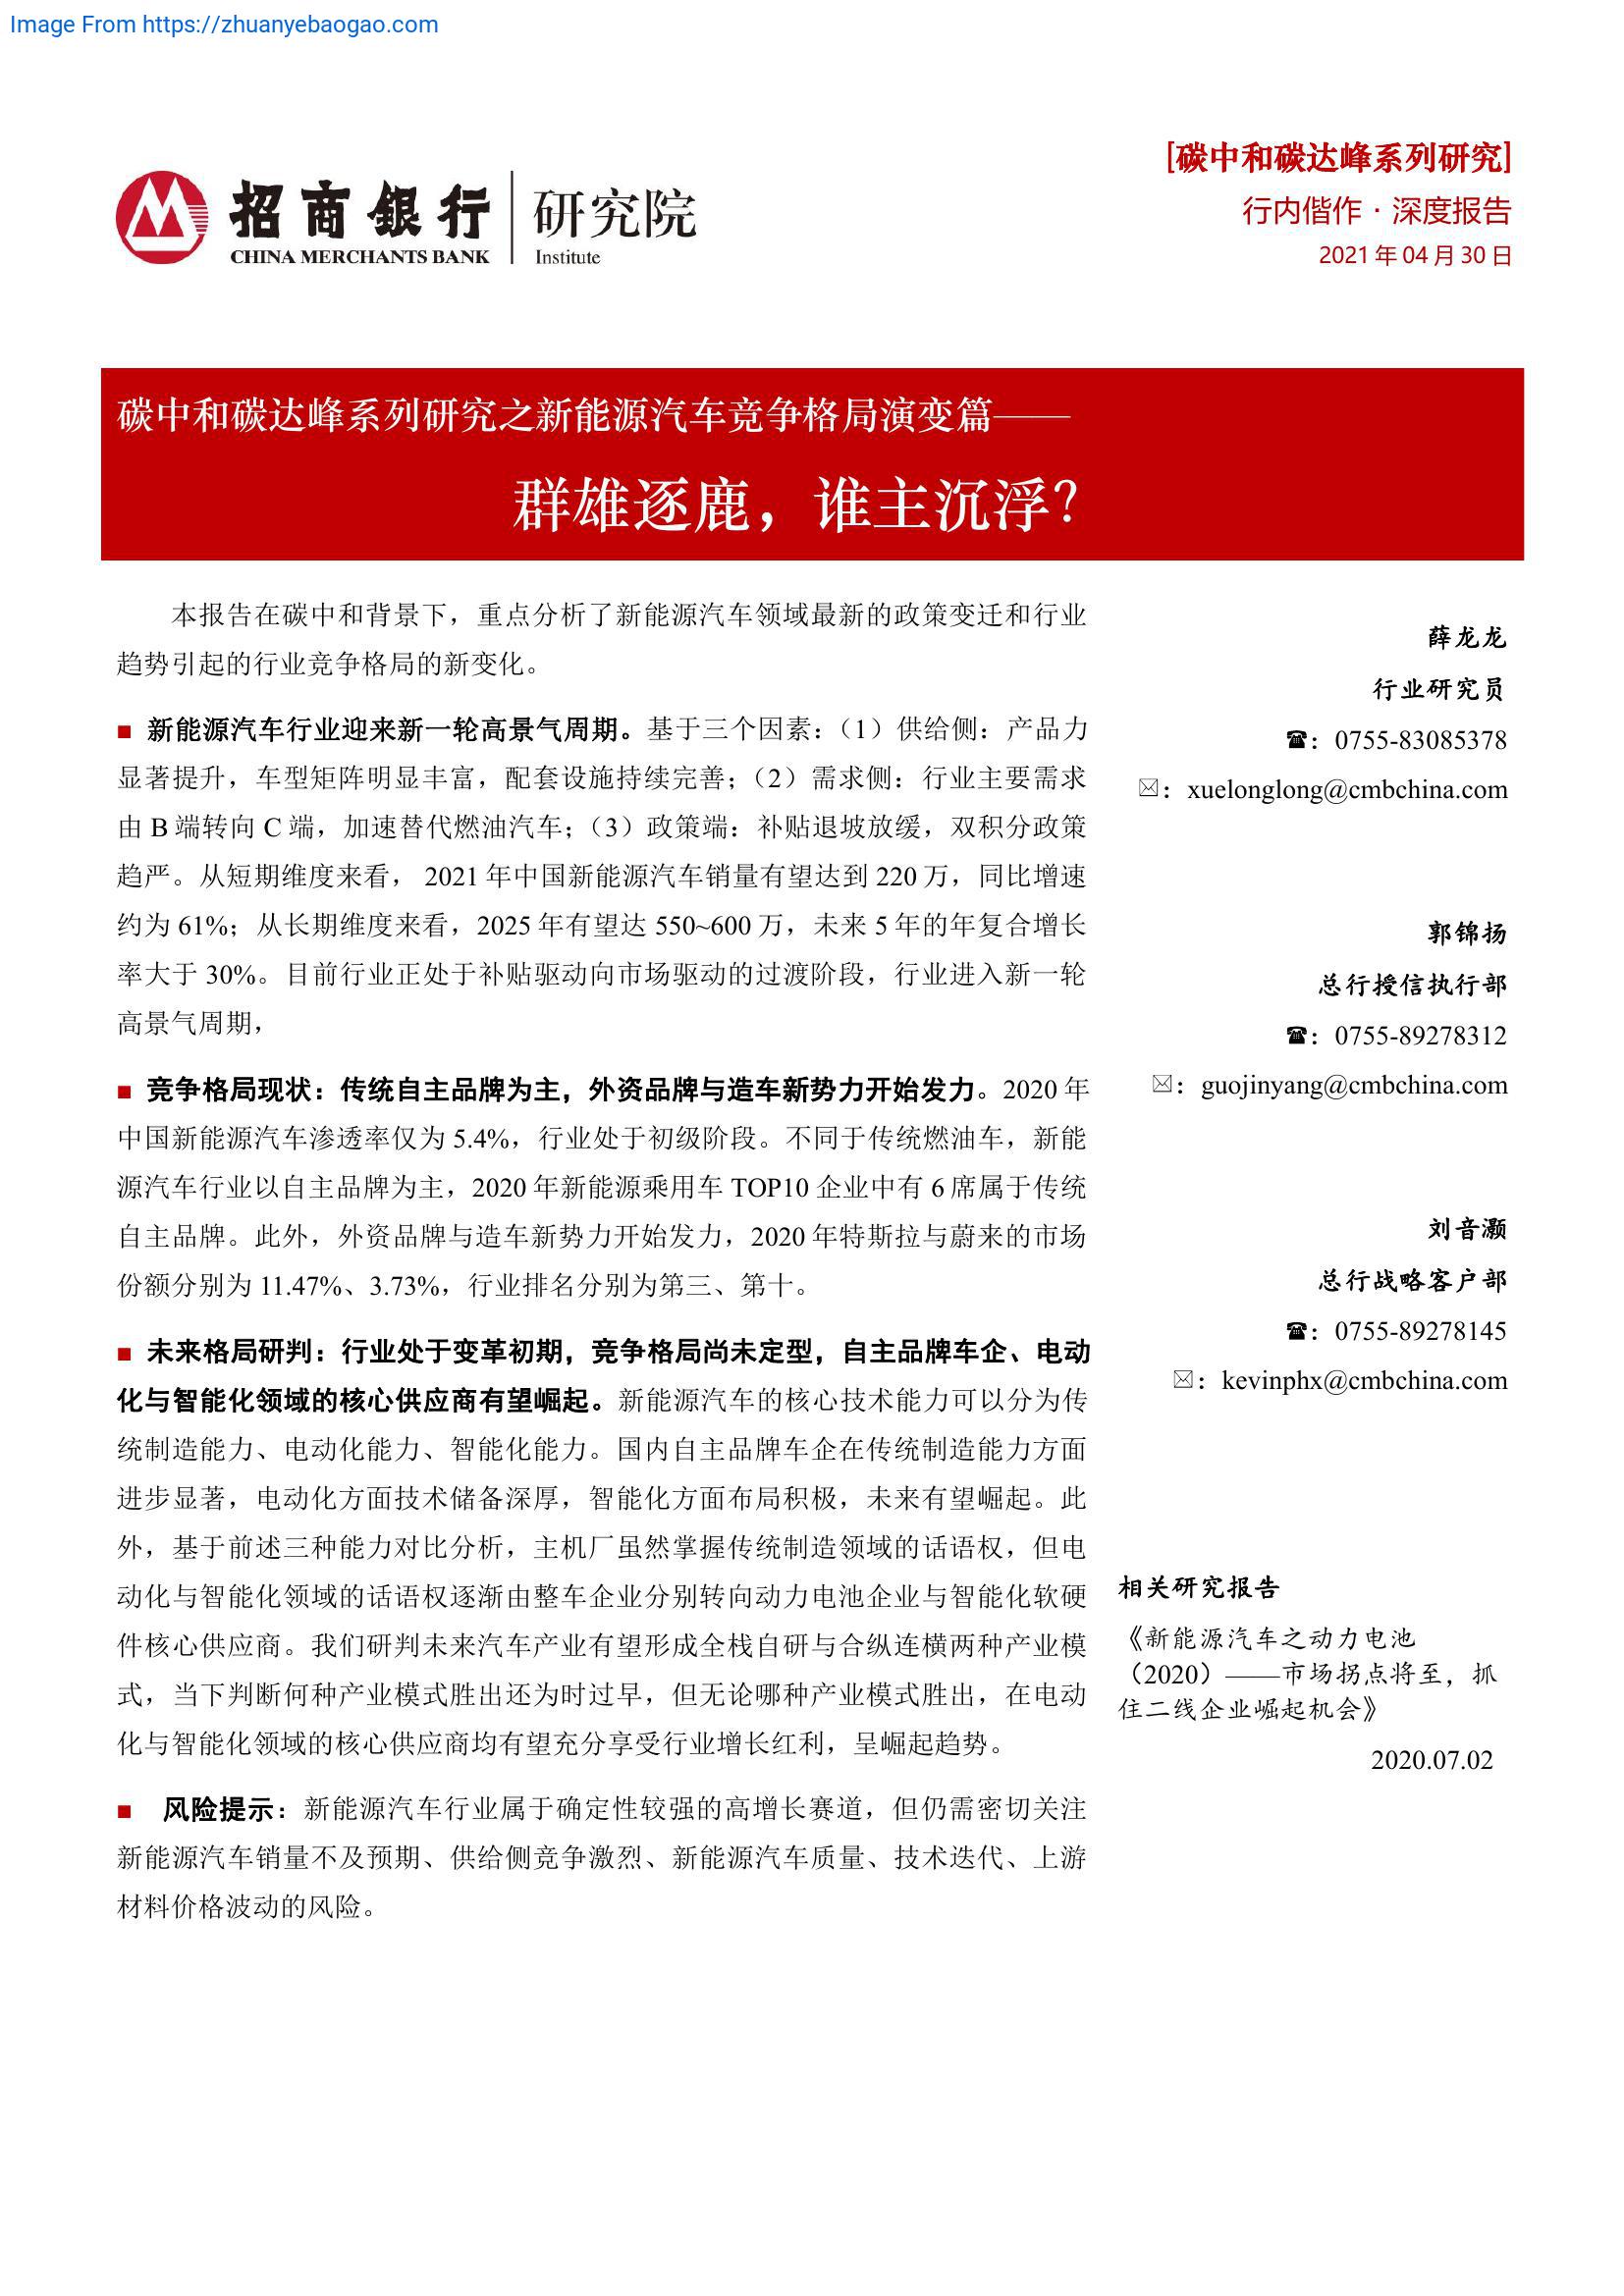 Image From https://zhuanyebaogao.com
招商銀行
CHINA MERCHANTS BANK
研究院
Institute
[碳中和碳达峰系列研究]
行内偕作 · 深度报告
2021 年 04 月 30 日
碳中和碳达峰系列研究之新能源汽车竞争格局演变篇——
群雄逐鹿，谁主沉浮？
本报告在碳中和背景下，重点分析了新能源汽车领域最新的政策变迁和行业
趋势引起的行业竞争格局的新变化。
■ 新能源汽车行业迎来新一轮高景气周期。基于三个因素：（1）供给侧：产品力
显著提升，车型矩阵明显丰富，配套设施持续完善；（2）需求侧：行业主要需求
由 B 端转向 C 端，加速替代燃油汽车；（3）政策端：补贴退坡放缓，双积分政策
趋严。从短期维度来看， 2021 年中国新能源汽车销量有望达到 220 万，同比增速
约为 61%；从长期维度来看，2025 年有望达 550~600 万，未来 5 年的年复合增长
率大于 30%。目前行业正处于补贴驱动向市场驱动的过渡阶段，行业进入新一轮
高景气周期，
■ 竞争格局现状：传统自主品牌为主，外资品牌与造车新势力开始发力。2020 年
中国新能源汽车渗透率仅为 5.4%，行业处于初级阶段。不同于传统燃油车，新能
源汽车行业以自主品牌为主，2020 年新能源乘用车 TOP10 企业中有 6 席属于传统
自主品牌。此外，外资品牌与造车新势力开始发力，2020 年特斯拉与蔚来的市场
份额分别为 11.47%、3.73%，行业排名分别为第三、第十。
■ 未来格局研判：行业处于变革初期，竞争格局尚未定型，自主品牌车企、电动
化与智能化领域的核心供应商有望崛起。新能源汽车的核心技术能力可以分为传
统制造能力、电动化能力、智能化能力。国内自主品牌车企在传统制造能力方面
进步显著，电动化方面技术储备深厚，智能化方面布局积极，未来有望崛起。此
外，基于前述三种能力对比分析，主机厂虽然掌握传统制造领域的话语权，但电
动化与智能化领域的话语权逐渐由整车企业分别转向动力电池企业与智能化软硬
件核心供应商。我们研判未来汽车产业有望形成全栈自研与合纵连横两种产业模
式，当下判断何种产业模式胜出还为时过早，但无论哪种产业模式胜出，在电动
化与智能化领域的核心供应商均有望充分享受行业增长红利，呈崛起趋势。
■ 风险提示：新能源汽车行业属于确定性较强的高增长赛道，但仍需密切关注
新能源汽车销量不及预期、供给侧竞争激烈、新能源汽车质量、技术迭代、上游
材料价格波动的风险。
薛龙龙
行业研究员
☎：0755-83085378
✉：xuelonglong@cmbchina.com
郭锦扬
总行授信执行部
☎：0755-89278312
✉：guojinyang@cmbchina.com
刘音灏
总行战略客户部
☎：0755-89278145
✉：kevinphx@cmbchina.com
相关研究报告
《新能源汽车之动力电池
（2020）——市场拐点将至，抓
住二线企业崛起机会》
2020.07.02